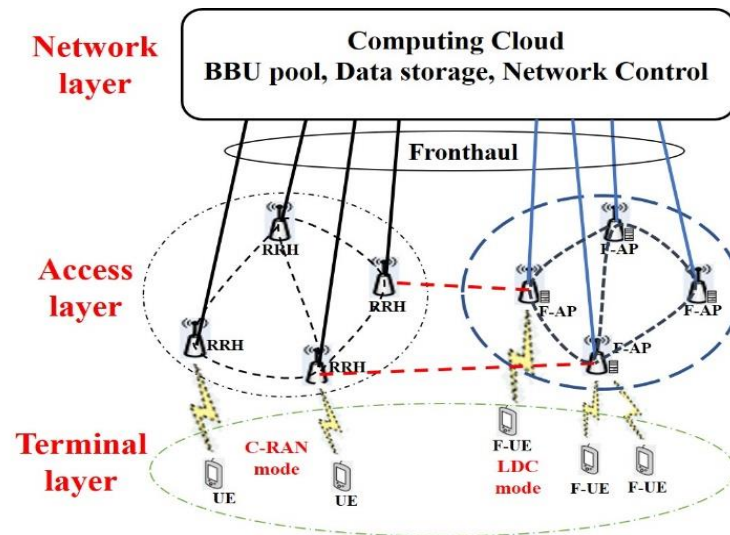 Network
layer
Computing Cloud
BBU pool, Data storage, Network Control
Fronthaul
Access
layer
RRH
RRH
RRH
RRH
F-AP
F-AP
F-AP
F-AP
Terminal
layer
C-RAN
mode
UE
UE
F-UE
LDC
mode
F-UE
F-UE